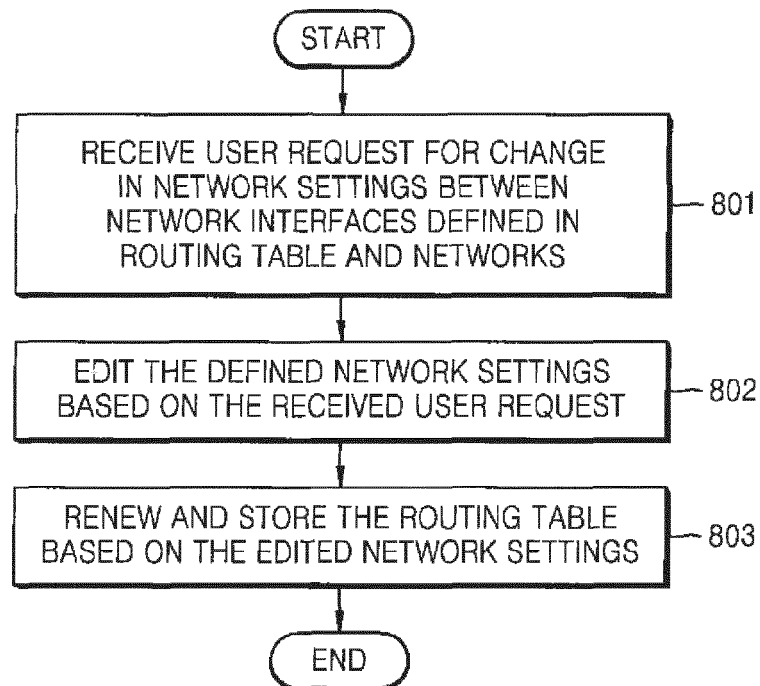 START
RECEIVE USER REQUEST FOR CHANGE
IN NETWORK SETTINGS BETWEEN
NETWORK INTERFACES DEFINED IN
ROUTING TABLE AND NETWORKS
801
EDIT THE DEFINED NETWORK SETTINGS
BASED ON THE RECEIVED USER REQUEST
802
RENEW AND STORE THE ROUTING TABLE
BASED ON THE EDITED NETWORK SETTINGS
803
END